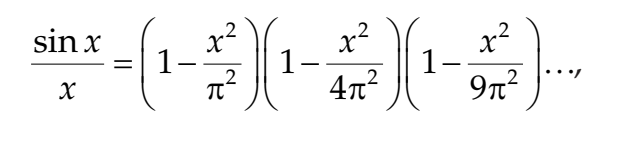 sin x / x = (1 − x²/π²)(1 − x²/4π²)(1 − x²/9π²)…,